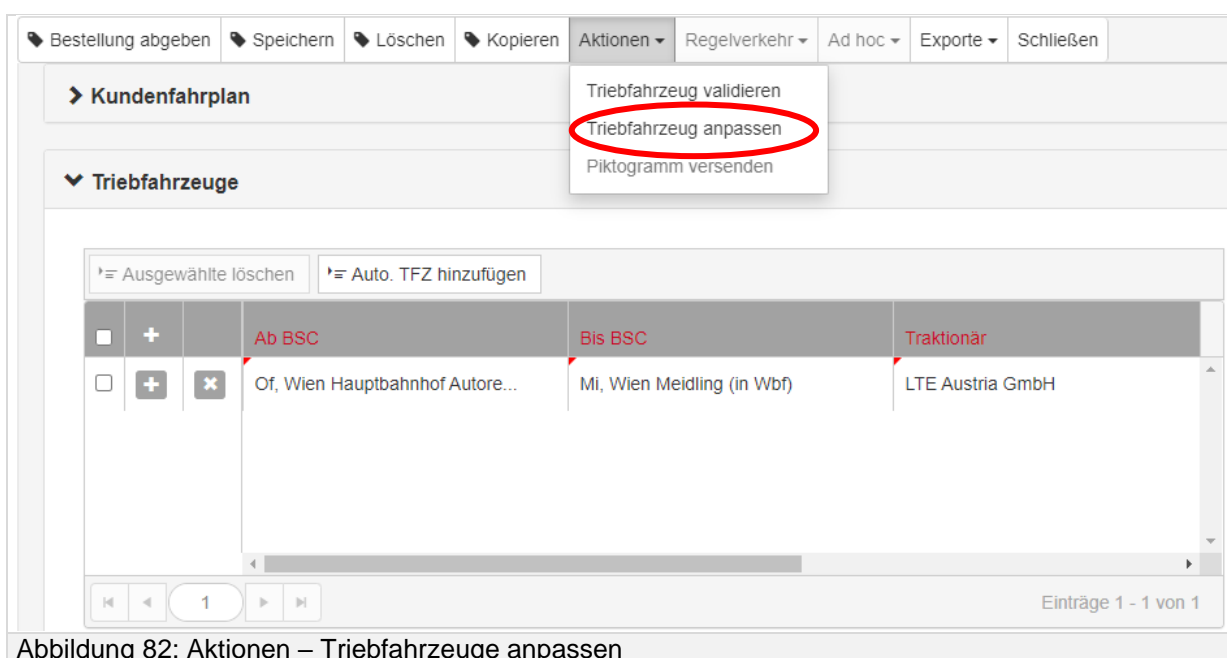 Bestellung abgeben Speichern Löschen Kopieren Aktionen Regelverkehr Ad hoc Exporte Schließen
Kundenfahrplan
Triebfahrzeug validieren
Triebfahrzeug anpassen
Piktogramm versenden
Triebfahrzeuge
Ausgewählte löschen Auto. TFZ hinzufügen
Ab BSC Bis BSC Traktionär
Of, Wien Hauptbahnhof Autore... Mi, Wien Meidling (in Wbf) LTE Austria GmbH
1 Einträge 1 - 1 von 1
Abbildung 82: Aktionen – Triebfahrzeuge anpassen